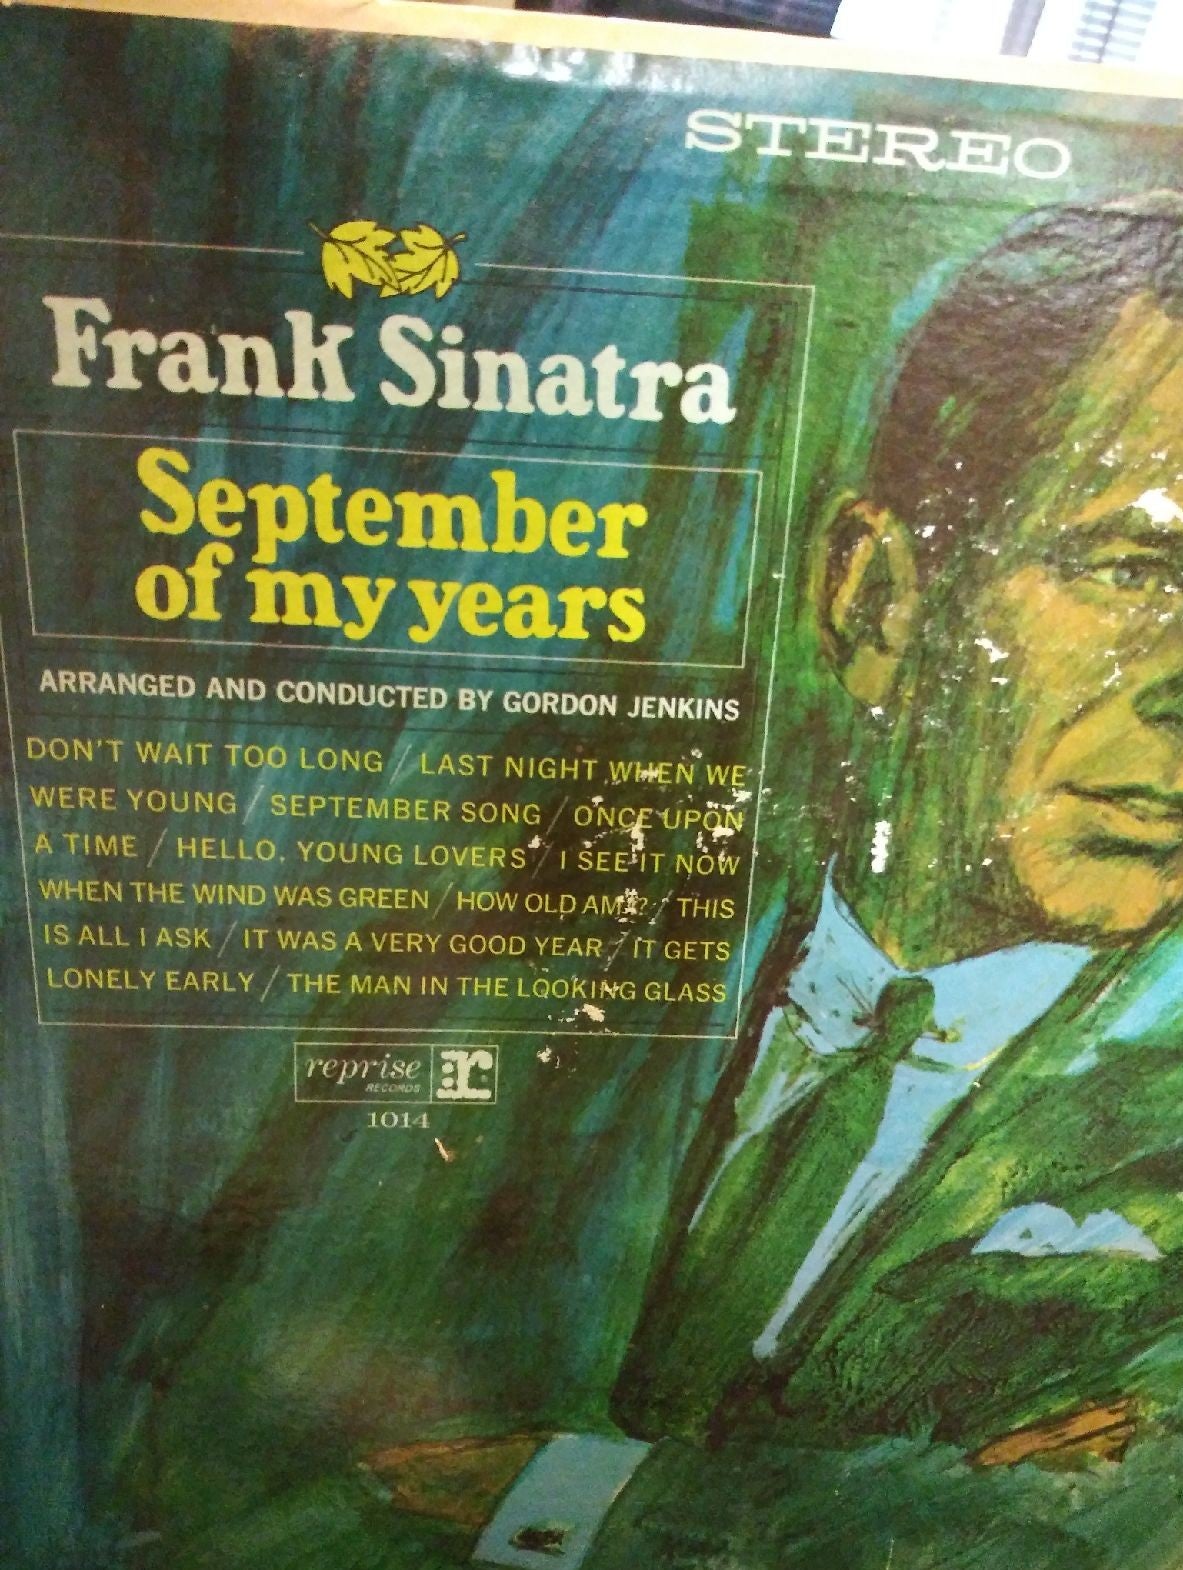 STEREO
Frank Sinatra
September
of my years
ARRANGED AND CONDUCTED BY GORDON JENKINS
DON'T WAIT TOO LONG / LAST NIGHT WHEN WE
WERE YOUNG / SEPTEMBER SONG / ONCE UPON
A TIME / HELLO, YOUNG LOVERS / I SEE IT NOW
WHEN THE WIND WAS GREEN / HOW OLD AM I? / THIS
IS ALL I ASK / IT WAS A VERY GOOD YEAR / IT GETS
LONELY EARLY / THE MAN IN THE LOOKING GLASS
reprise r:
RECORDS
1014